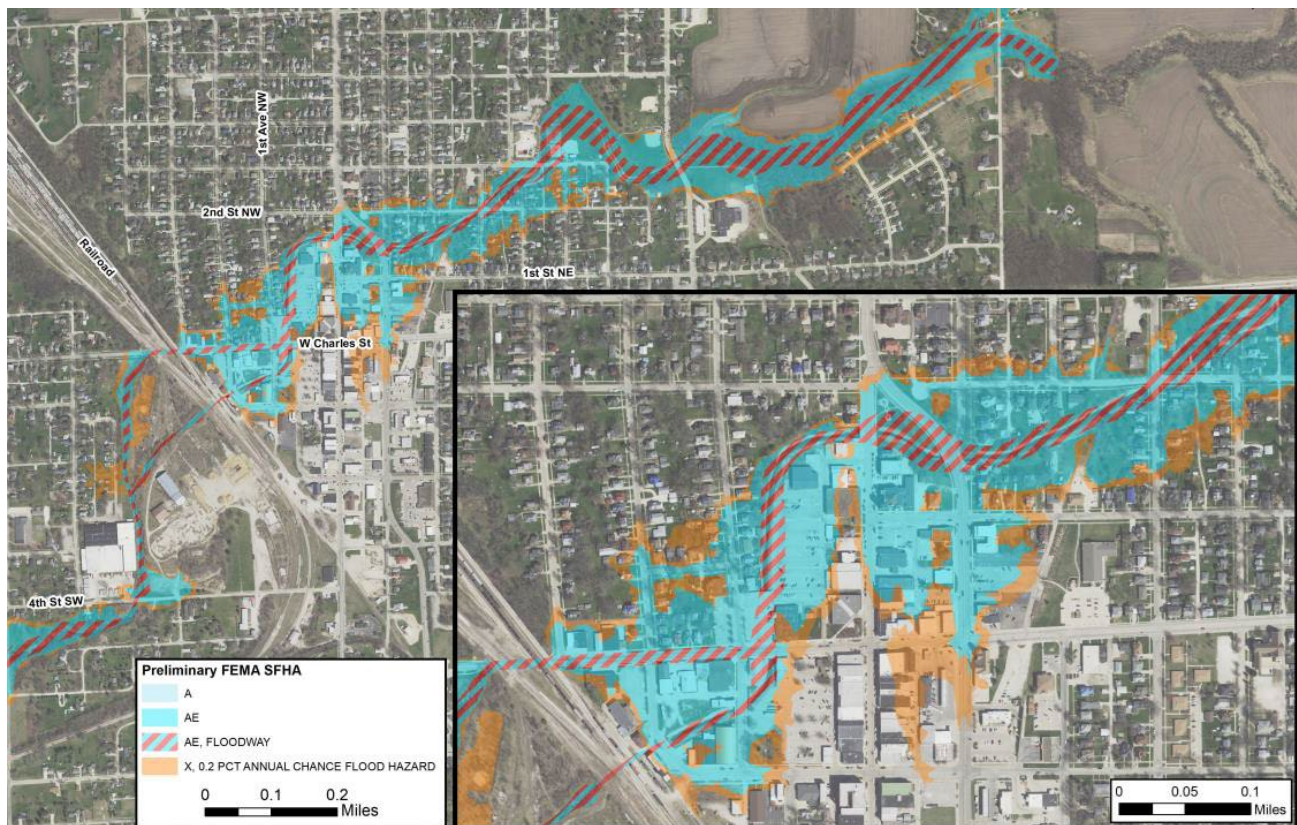 1st Ave NW
2nd St NW
Railroad
1st St NE
W Charles St
4th St SW
Preliminary FEMA SFHA
A
AE
AE, FLOODWAY
X, 0.2 PCT ANNUAL CHANCE FLOOD HAZARD
0 0.1 0.2
Miles
0 0.05 0.1
Miles